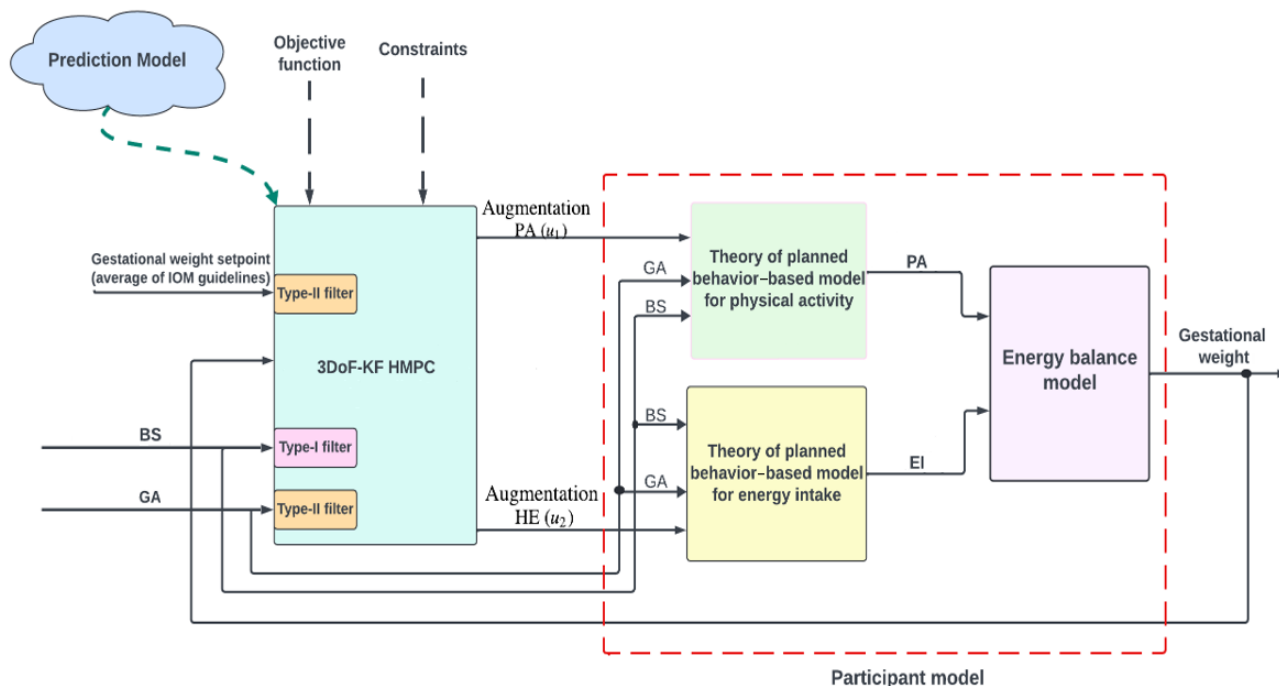 Prediction Model
Objective
function
Constraints
Gestational weight setpoint
(average of IOM guidelines)
Type-II filter
3DoF-KF HMPC
BS
Type-I filter
GA
Type-II filter
Augmentation
PA (u₁)
Augmentation
HE (u₂)
GA
BS
Theory of planned
behavior–based model
for physical activity
PA
BS
GA
Theory of planned
behavior–based model
for energy intake
EI
Energy balance
model
Gestational
weight
Participant model